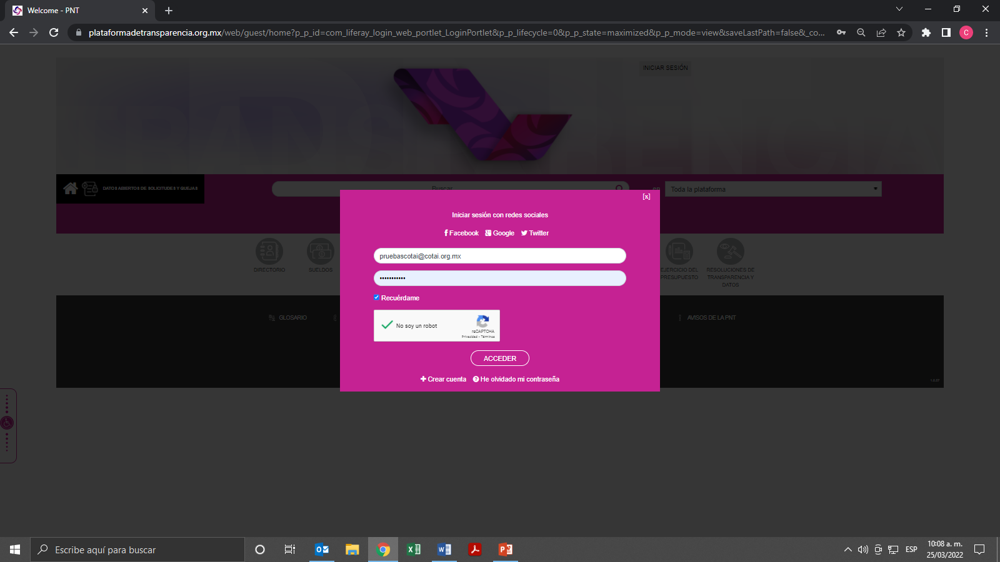 Welcome - PNT
plataformadetransparencia.org.mx/web/guest/home?p_p_id=com_liferay_login_web_portlet_LoginPortlet&p_p_lifecycle=0&p_p_state=maximized&p_p_mode=view&saveLastPath=false&_co...
C
INICIAR SESIÓN
DATOS ABIERTOS DE SOLICITUDES Y QUEJAS
Buscar
en
Toda la plataforma
[x]
Iniciar sesión con redes sociales
Facebook Google Twitter
pruebascotai@cotai.org.mx
•••••••••••
Recuérdame
No soy un robot
reCAPTCHA
Privacidad - Términos
ACCEDER
Crear cuenta He olvidado mi contraseña
DIRECTORIO
SUELDOS
EJERCICIO DEL
PRESUPUESTO
RESOLUCIONES DE
TRANSPARENCIA Y
DATOS
GLOSARIO
AVISOS DE LA PNT
Escribe aquí para buscar
ESP
10:08 a. m.
25/03/2022